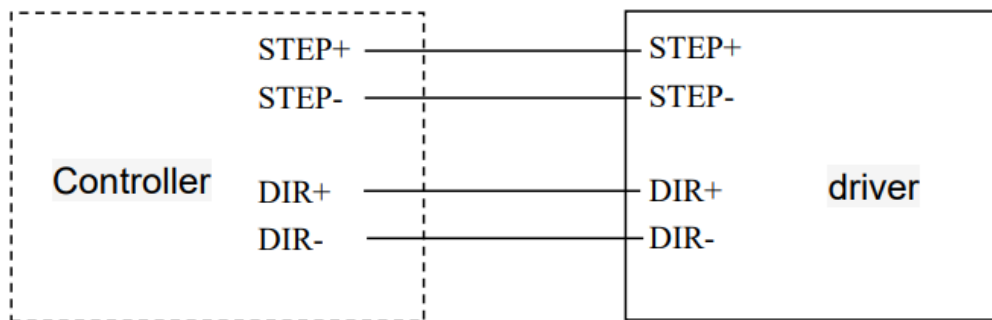 STEP+ STEP+
STEP- STEP-
Controller driver
DIR+ DIR+
DIR- DIR-